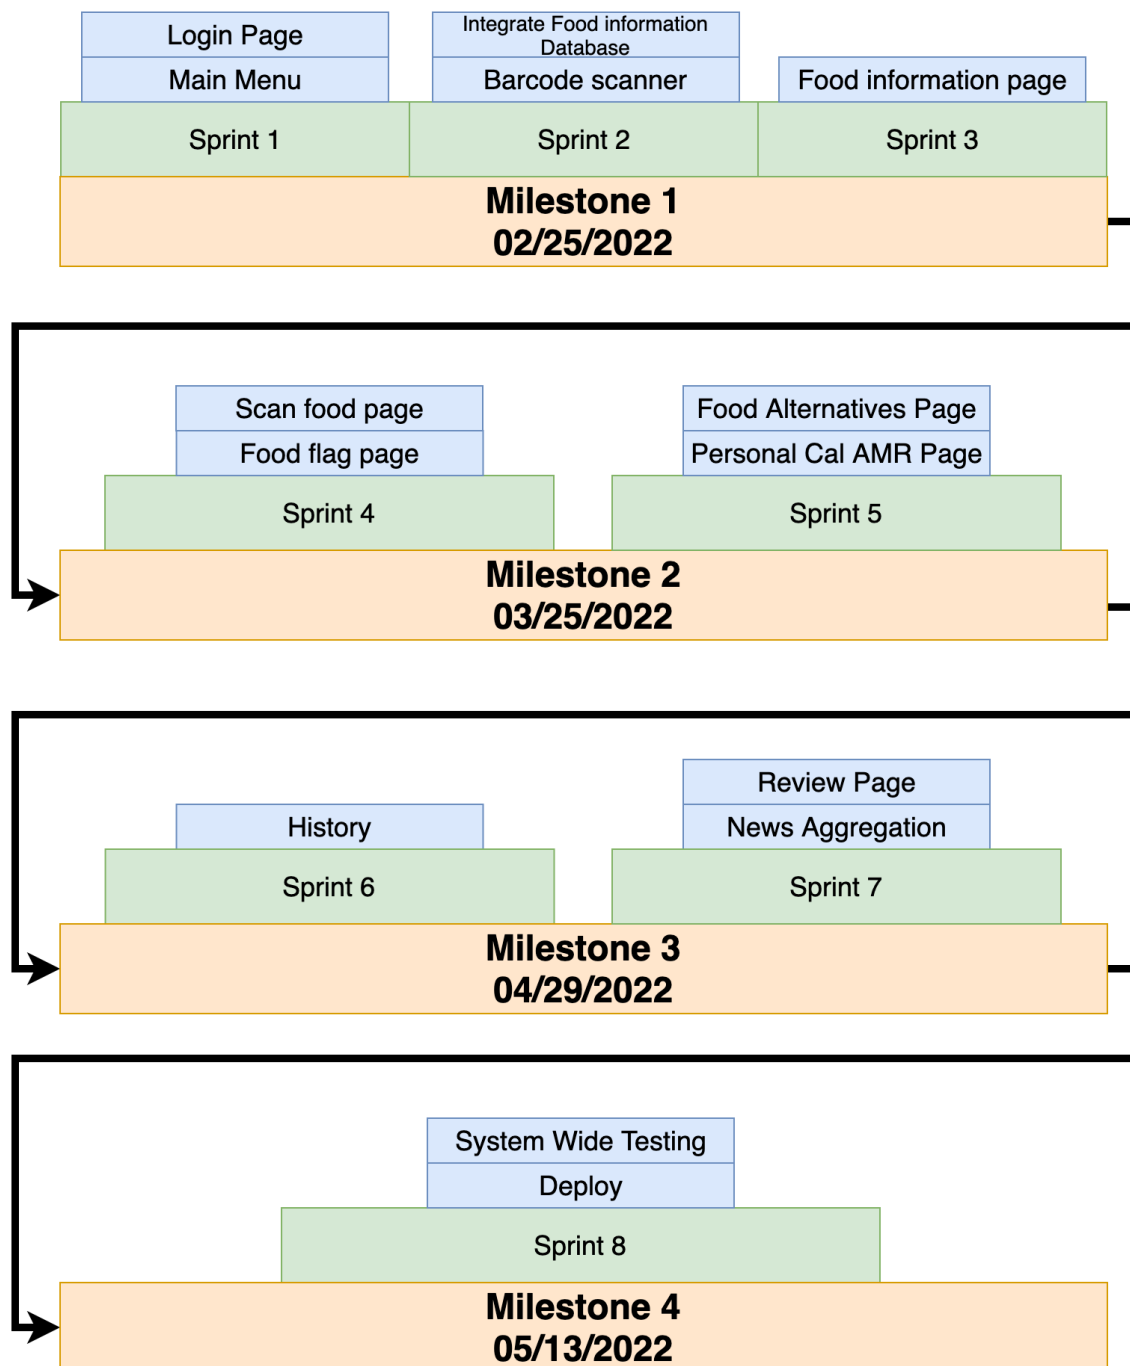 Login Page
Main Menu
Integrate Food information
Database
Barcode scanner
Food information page
Sprint 1
Sprint 2
Sprint 3
Milestone 1
02/25/2022
Scan food page
Food flag page
Food Alternatives Page
Personal Cal AMR Page
Sprint 4
Sprint 5
Milestone 2
03/25/2022
History
Review Page
News Aggregation
Sprint 6
Sprint 7
Milestone 3
04/29/2022
System Wide Testing
Deploy
Sprint 8
Milestone 4
05/13/2022